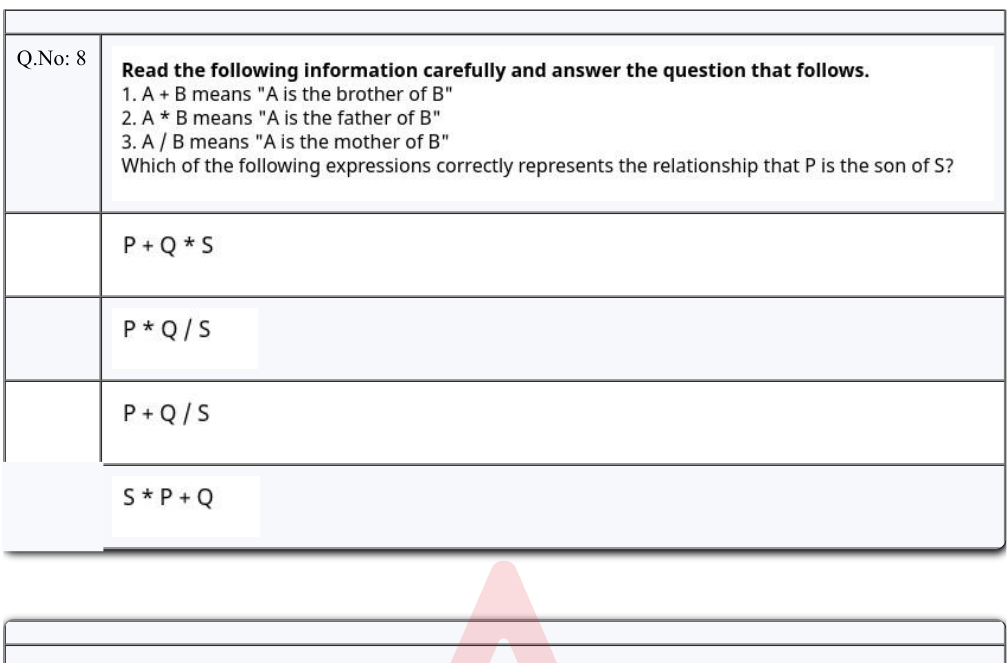 Q.No: 8
Read the following information carefully and answer the question that follows.
1. A + B means "A is the brother of B"
2. A * B means "A is the father of B"
3. A / B means "A is the mother of B"
Which of the following expressions correctly represents the relationship that P is the son of S?
P + Q * S
P * Q / S
P + Q / S
S * P + Q